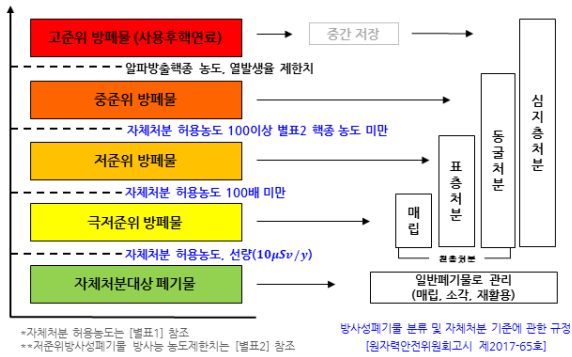 고준위 방폐물 (사용후핵연료)
중간 저장
알파방출핵종 농도, 열발생율 제한치
중준위 방폐물
자체처분 허용농도 100이상 별표2 핵종 농도 미만
저준위 방폐물
자체처분 허용농도 100배 미만
극저준위 방폐물
자체처분 허용농도, 선량(10μSv/y)
자체처분대상 폐기물
매립
표층처분
동굴처분
심지층처분
천층처분
일반폐기물로 관리
(매립, 소각, 재활용)
*자체처분 허용농도는 [별표1] 참조
**저준위방사성폐기물 방사능 농도제한치는 [별표2] 참조
방사성폐기물 분류 및 자체처분 기준에 관한 규정
[원자력안전위원회고시 제2017-65호]